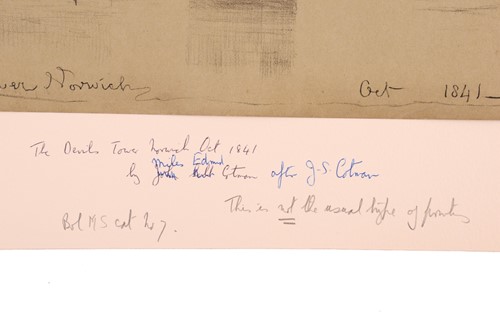 wer Norwich
Oct 1841
The Devils Tower Norwich Oct 1841
Miles Edmund
by John Cotman after J.S. Cotman
This is not the usual type of
Bol MS cat No 7.